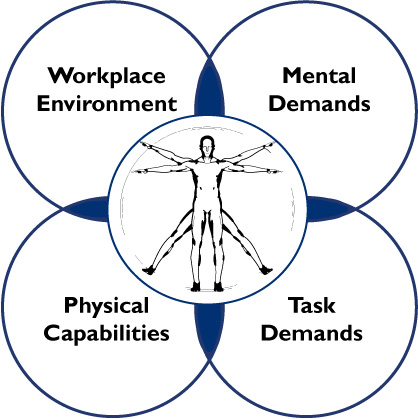 Workplace
Environment
Mental
Demands
Physical
Capabilities
Task
Demands